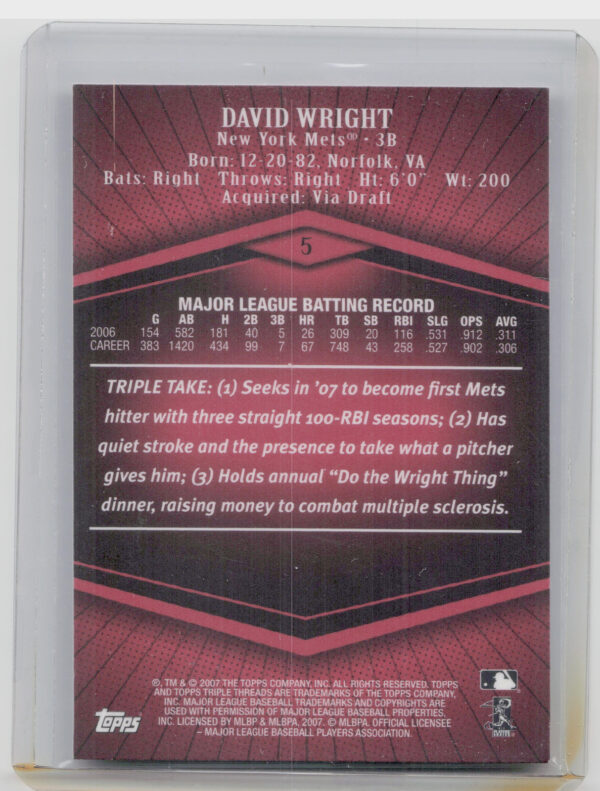 DAVID WRIGHT
New York Mets - 3B
Born: 12-20-82, Norfolk, VA
Bats: Right Throws: Right Ht: 6'0" Wt: 200
Acquired: Via Draft
5
MAJOR LEAGUE BATTING RECORD
G AB H 2B 3B HR TB SB RBI SLG OPS AVG
2006 154 582 181 40 5 26 309 20 116 .531 .912 .311
CAREER 383 1420 434 99 7 67 748 43 258 .527 .902 .306
TRIPLE TAKE: (1) Seeks in '07 to become first Mets
hitter with three straight 100-RBI seasons; (2) Has
quiet stroke and the presence to take what a pitcher
gives him; (3) Holds annual "Do the Wright Thing"
dinner, raising money to combat multiple sclerosis.
®, TM & © 2007 THE TOPPS COMPANY, INC. ALL RIGHTS RESERVED. TOPPS
AND TOPPS TRIPLE THREADS ARE TRADEMARKS OF THE TOPPS COMPANY,
INC. MAJOR LEAGUE BASEBALL TRADEMARKS AND COPYRIGHTS ARE
USED WITH PERMISSION OF MAJOR LEAGUE BASEBALL PROPERTIES,
INC. LICENSED BY MLBP & MLBPA, 2007. © MLBPA. OFFICIAL LICENSEE
– MAJOR LEAGUE BASEBALL PLAYERS ASSOCIATION.
Topps